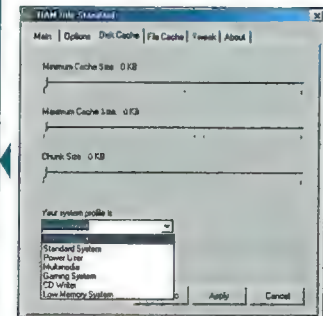 Main Options Disk Cache File Cache About
Minimum Cache Size 0 KB
Maximum Cache Size 0 KB
Chunk Size 0 KB
Your system profile is
Standard System
Power User
Multimedia
Gaming System
CD Writer
Low Memory System
Apply Cancel